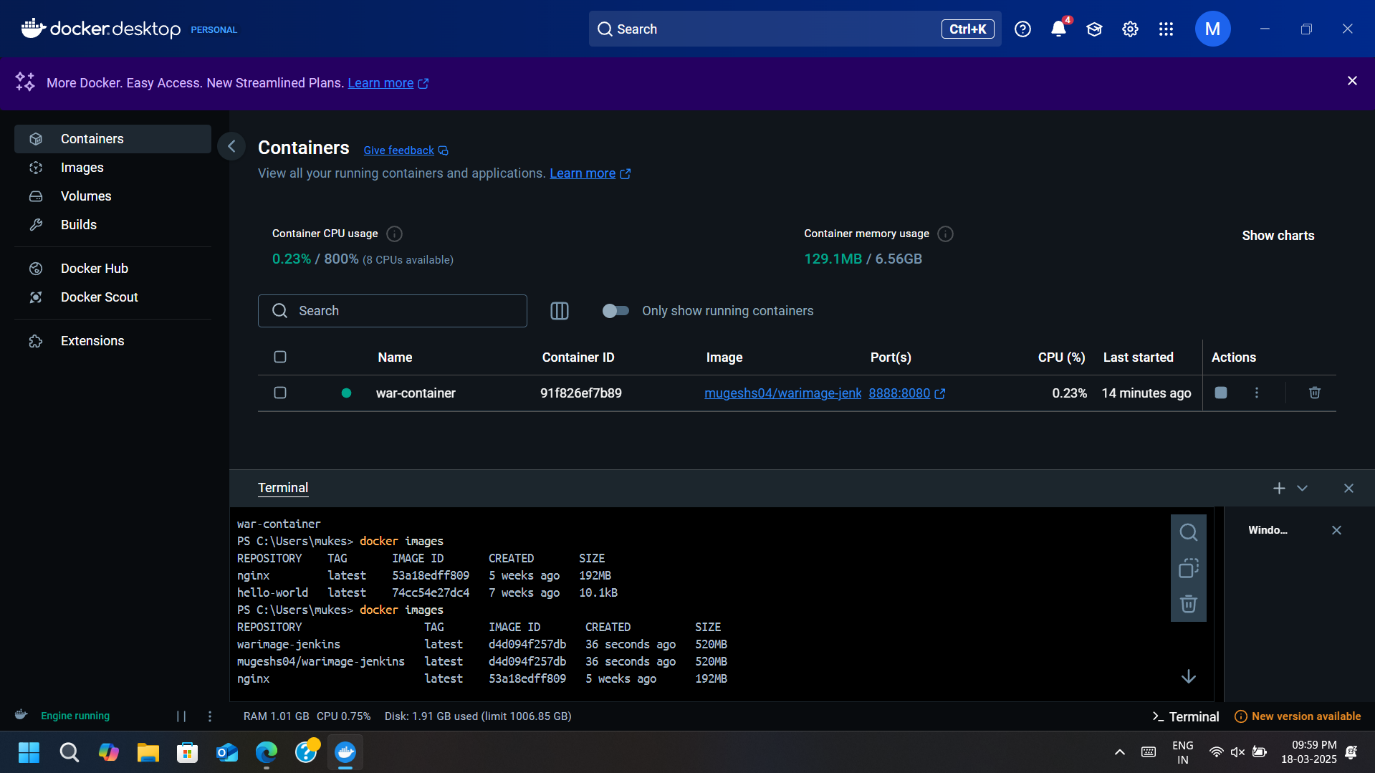 docker.desktop PERSONAL
Search Ctrl+K
4
M
More Docker. Easy Access. New Streamlined Plans. Learn more
Containers
Images
Volumes
Builds
Docker Hub
Docker Scout
Extensions
Containers Give feedback
View all your running containers and applications. Learn more
Container CPU usage
0.23% / 800% (8 CPUs available)
Container memory usage
129.1MB / 6.56GB
Show charts
Search
Only show running containers
Name Container ID Image Port(s) CPU (%) Last started Actions
war-container 91f826ef7b89 mugeshs04/warimage-jenk 8888:8080 0.23% 14 minutes ago
Terminal
Windo...
war-container
PS C:\Users\mukes> docker images
REPOSITORY TAG IMAGE ID CREATED SIZE
nginx latest 53a18edff809 5 weeks ago 192MB
hello-world latest 74cc54e27dc4 7 weeks ago 10.1kB
PS C:\Users\mukes> docker images
REPOSITORY TAG IMAGE ID CREATED SIZE
warimage-jenkins latest d4d094f257db 36 seconds ago 520MB
mugeshs04/warimage-jenkins latest d4d094f257db 36 seconds ago 520MB
nginx latest 53a18edff809 5 weeks ago 192MB
Engine running
RAM 1.01 GB CPU 0.75% Disk: 1.91 GB used (limit 1006.85 GB)
>_ Terminal
New version available
ENG
IN
09:59 PM
18-03-2025